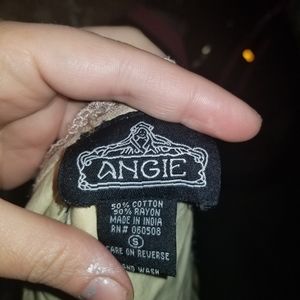 ANGIE
50% COTTON
50% RAYON
MADE IN INDIA
RN# 060508
S
CARE ON REVERSE
HAND WASH